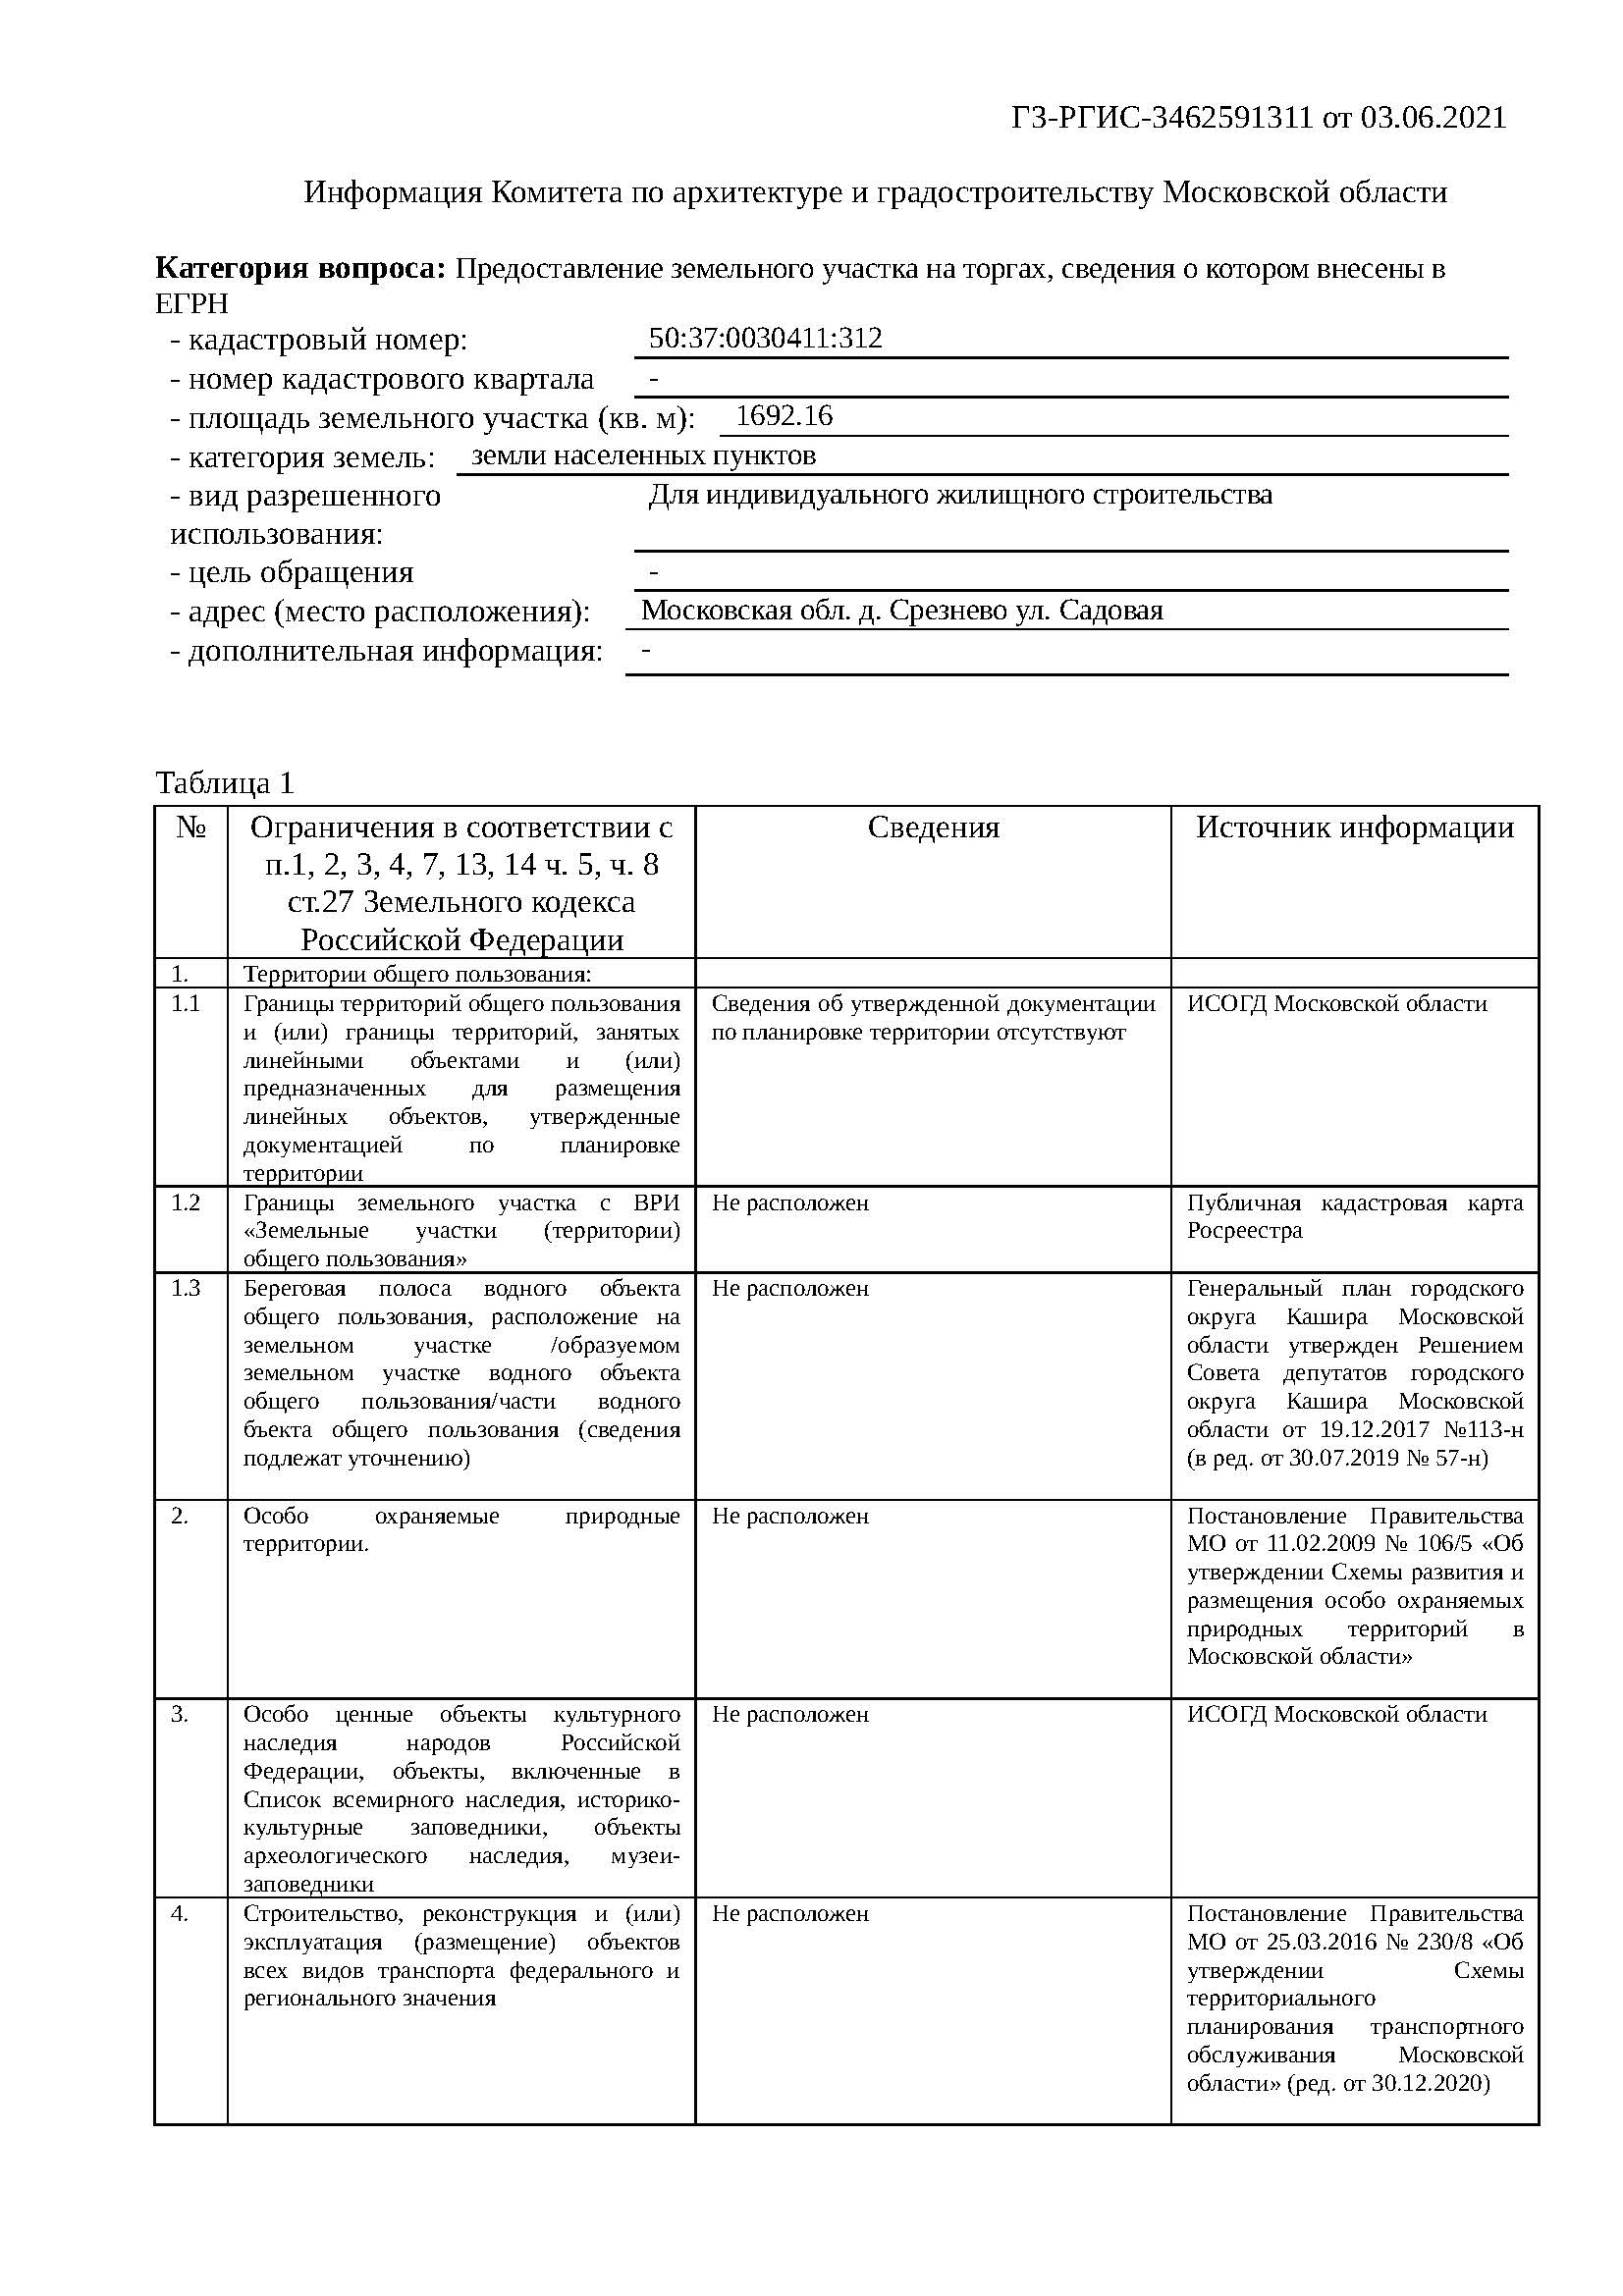 ГЗ-РГИС-3462591311 от 03.06.2021
Информация Комитета по архитектуре и градостроительству Московской области
Категория вопроса: Предоставление земельного участка на торгах, сведения о котором внесены в
ЕГРН
- кадастровый номер: 50:37:0030411:312
- номер кадастрового квартала -
- площадь земельного участка (кв. м): 1692.16
- категория земель: земли населенных пунктов
- вид разрешенного Для индивидуального жилищного строительства
использования:
- цель обращения -
- адрес (место расположения): Московская обл. д. Срезнево ул. Садовая
- дополнительная информация: -
Таблица 1
№
Ограничения в соответствии с
п.1, 2, 3, 4, 7, 13, 14 ч. 5, ч. 8
ст.27 Земельного кодекса
Российской Федерации
Сведения
Источник информации
1.
Территории общего пользования:
1.1
Границы территорий общего пользования
и (или) границы территорий, занятых
линейными объектами и (или)
предназначенных для размещения
линейных объектов, утвержденные
документацией по планировке
территории
Сведения об утвержденной документации
по планировке территории отсутствуют
ИСОГД Московской области
1.2
Границы земельного участка с ВРИ
«Земельные участки (территории)
общего пользования»
Не расположен
Публичная кадастровая карта
Росреестра
1.3
Береговая полоса водного объекта
общего пользования, расположение на
земельном участке /образуемом
земельном участке водного объекта
общего пользования/части водного
бъекта общего пользования (сведения
подлежат уточнению)
Не расположен
Генеральный план городского
округа Кашира Московской
области утвержден Решением
Совета депутатов городского
округа Кашира Московской
области от 19.12.2017 №113-н
(в ред. от 30.07.2019 № 57-н)
2.
Особо охраняемые природные
территории.
Не расположен
Постановление Правительства
МО от 11.02.2009 № 106/5 «Об
утверждении Схемы развития и
размещения особо охраняемых
природных территорий в
Московской области»
3.
Особо ценные объекты культурного
наследия народов Российской
Федерации, объекты, включенные в
Список всемирного наследия, историко-
культурные заповедники, объекты
археологического наследия, музеи-
заповедники
Не расположен
ИСОГД Московской области
4.
Строительство, реконструкция и (или)
эксплуатация (размещение) объектов
всех видов транспорта федерального и
регионального значения
Не расположен
Постановление Правительства
МО от 25.03.2016 № 230/8 «Об
утверждении Схемы
территориального
планирования транспортного
обслуживания Московской
области» (ред. от 30.12.2020)